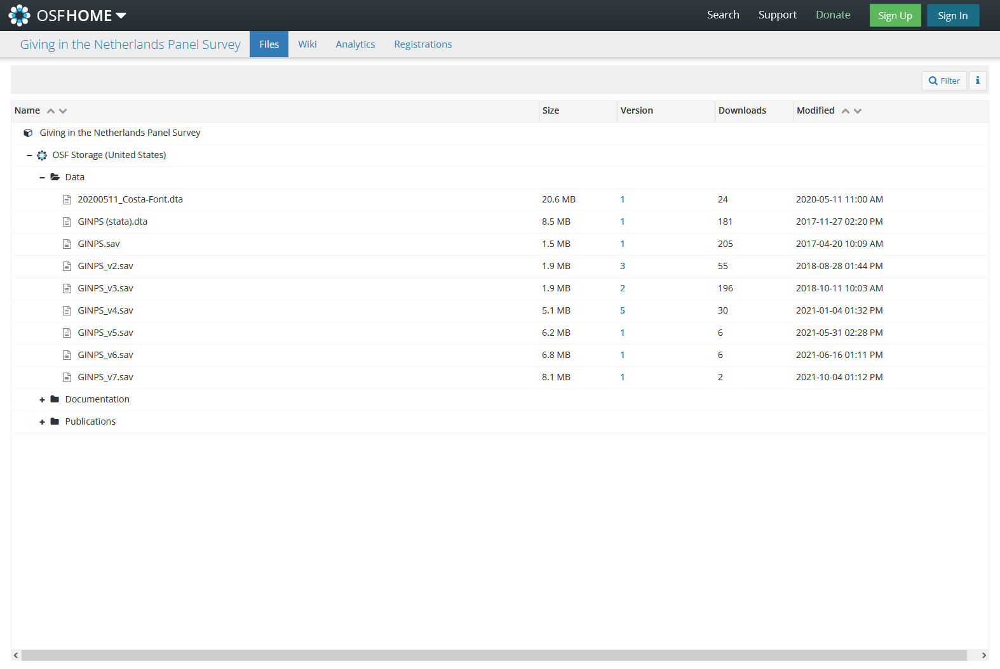 OSFHOME Search Support Donate Sign Up Sign In
Giving in the Netherlands Panel Survey Files Wiki Analytics Registrations
Filter
Name Size Version Downloads Modified
Giving in the Netherlands Panel Survey
OSF Storage (United States)
Data
20200511_Costa-Font.dta 20.6 MB 1 24 2020-05-11 11:00 AM
GINPS (stata).dta 8.5 MB 1 181 2017-11-27 02:20 PM
GINPS.sav 1.5 MB 1 205 2017-04-20 10:09 AM
GINPS_v2.sav 1.9 MB 3 55 2018-08-28 01:44 PM
GINPS_v3.sav 1.9 MB 2 196 2018-10-11 10:03 AM
GINPS_v4.sav 5.1 MB 5 30 2021-01-04 01:32 PM
GINPS_v5.sav 6.2 MB 1 6 2021-05-31 02:28 PM
GINPS_v6.sav 6.8 MB 1 6 2021-06-16 01:11 PM
GINPS_v7.sav 8.1 MB 1 2 2021-10-04 01:12 PM
Documentation
Publications